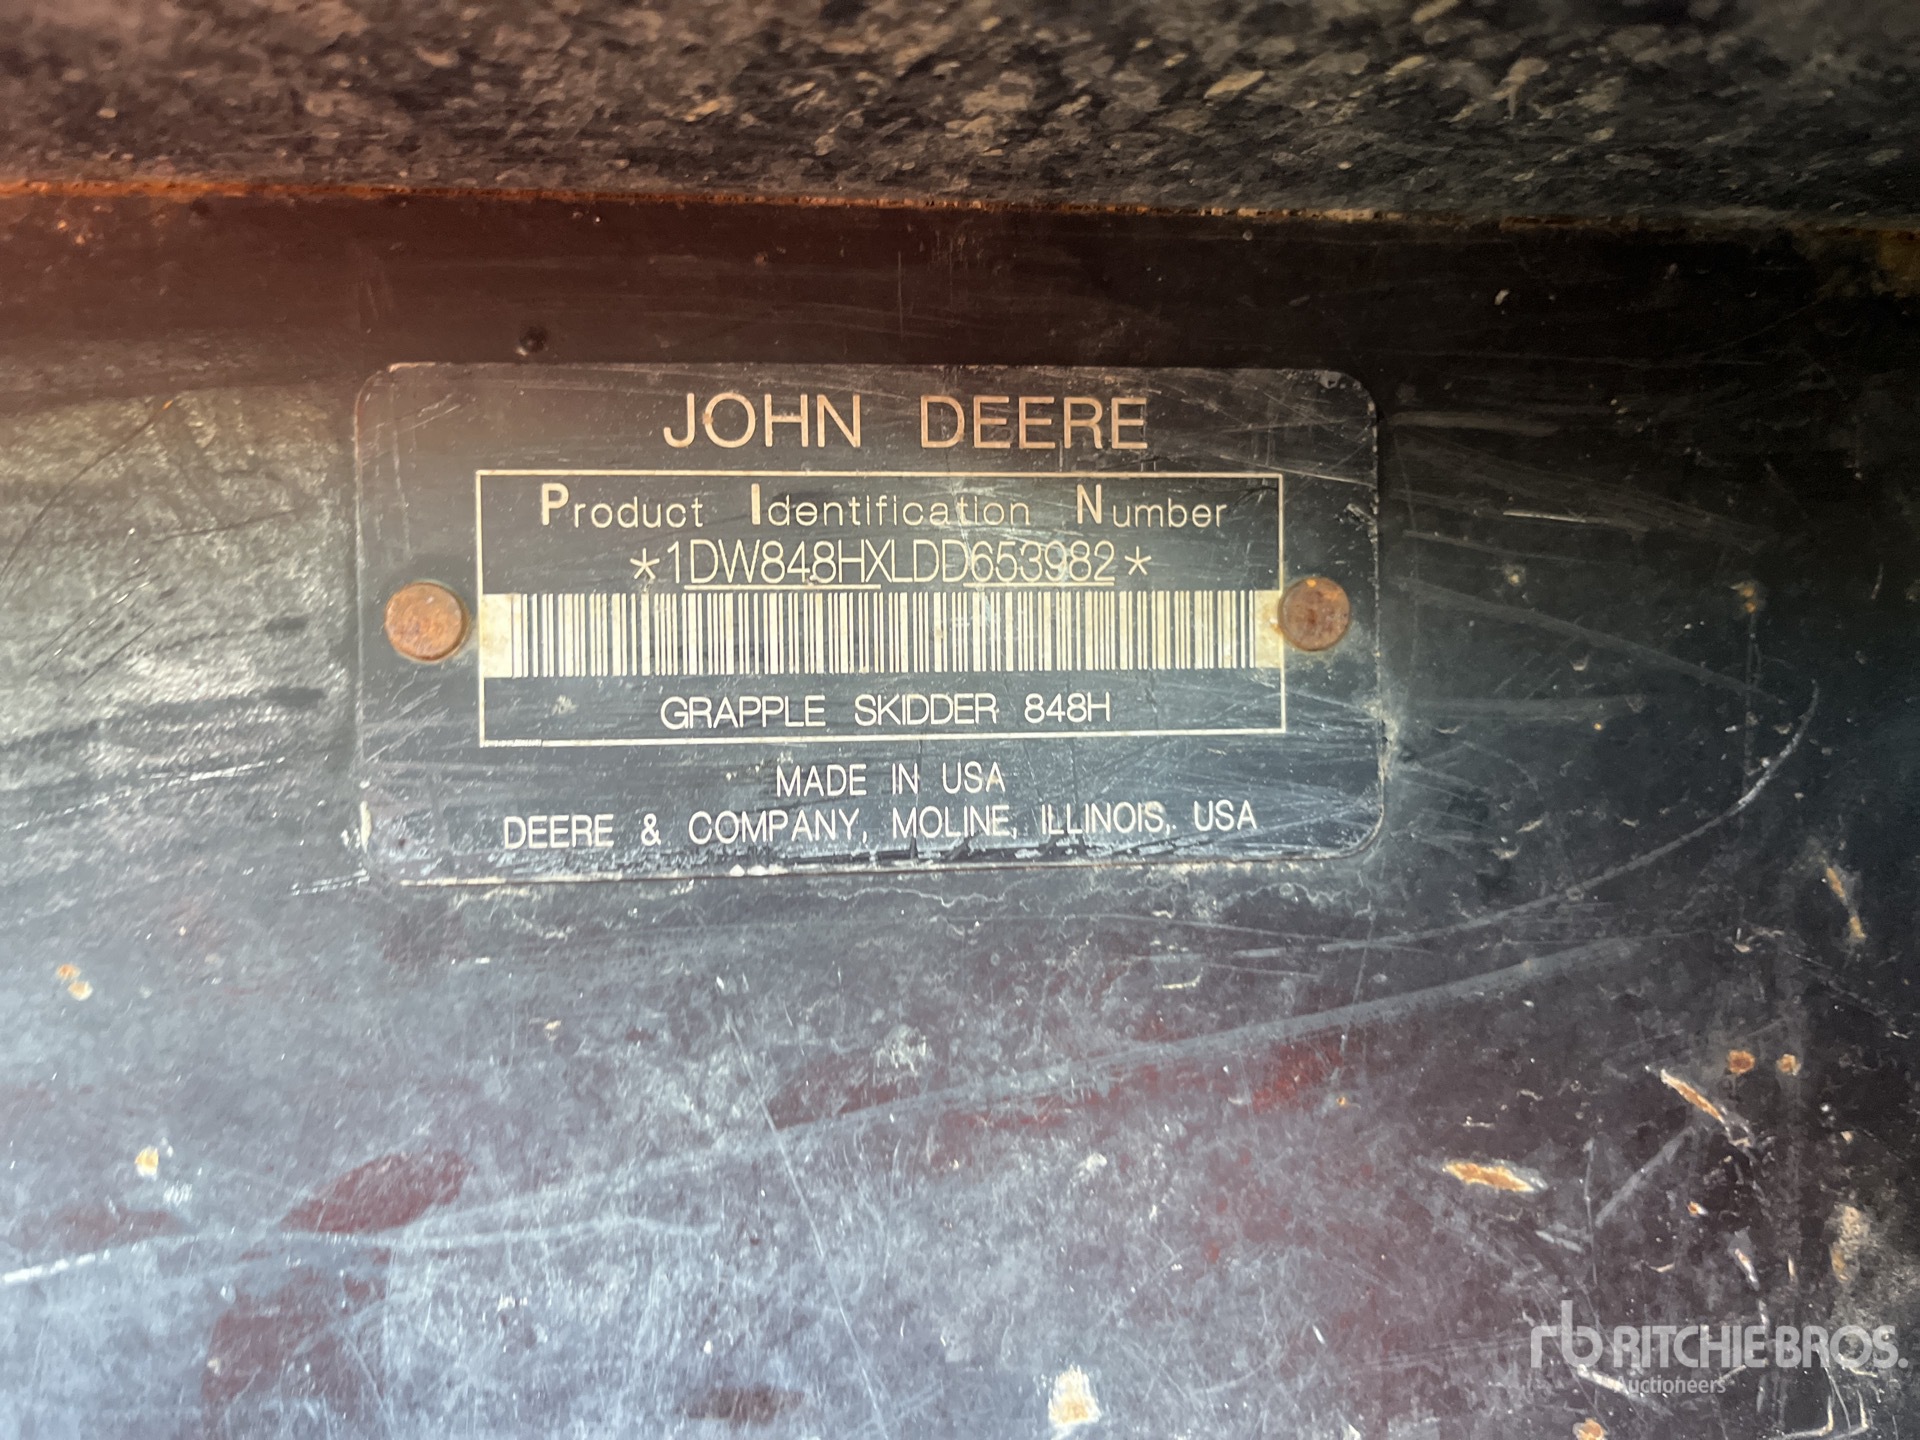 JOHN DEERE
Product Identification Number
*1DW848HXLDD653982*
GRAPPLE SKIDDER 848H
MADE IN USA
DEERE & COMPANY, MOLINE, ILLINOIS, USA
rb RITCHIE BROS.
Auctioneers